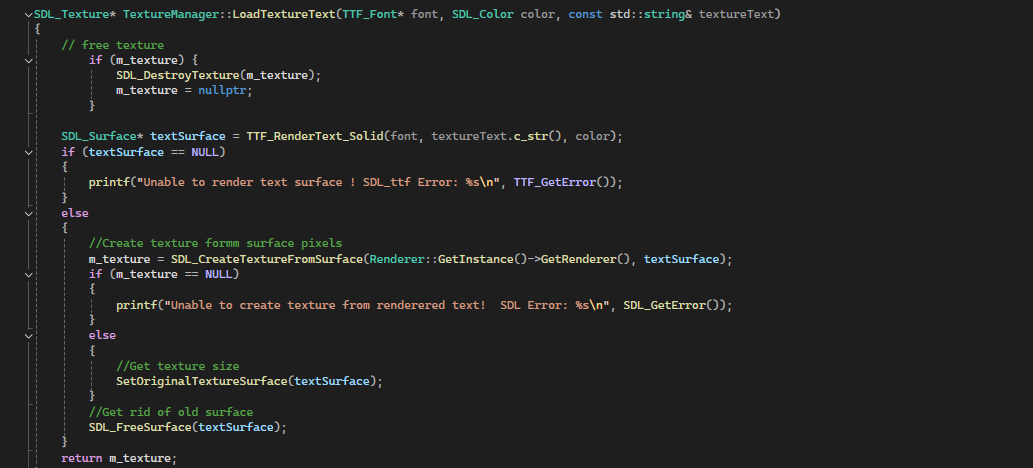 SDL_Texture* TextureManager::LoadTextureText(TTF_Font* font, SDL_Color color, const std::string& textureText)
{
// free texture
if (m_texture) {
SDL_DestroyTexture(m_texture);
m_texture = nullptr;
}
SDL_Surface* textSurface = TTF_RenderText_Solid(font, textureText.c_str(), color);
if (textSurface == NULL)
{
printf("Unable to render text surface ! SDL_ttf Error: %s\n", TTF_GetError());
}
else
{
//Create texture formm surface pixels
m_texture = SDL_CreateTextureFromSurface(Renderer::GetInstance()->GetRenderer(), textSurface);
if (m_texture == NULL)
{
printf("Unable to create texture from renderered text!  SDL Error: %s\n", SDL_GetError());
}
else
{
//Get texture size
SetOriginalTextureSurface(textSurface);
}
//Get rid of old surface
SDL_FreeSurface(textSurface);
}
return m_texture;